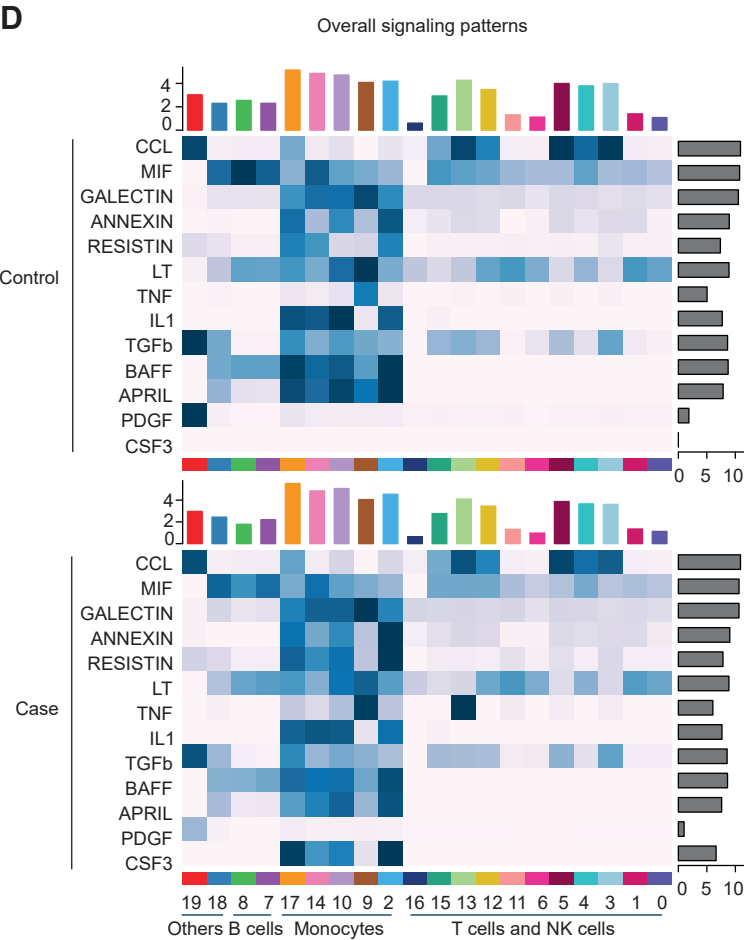 D
Overall signaling patterns
4
2
0
CCL
MIF
GALECTIN
ANNEXIN
RESISTIN
LT
TNF
IL1
TGFb
BAFF
APRIL
PDGF
CSF3
Control
0 5 10
4
2
0
CCL
MIF
GALECTIN
ANNEXIN
RESISTIN
LT
TNF
IL1
TGFb
BAFF
APRIL
PDGF
CSF3
Case
0 5 10
19 18 8 7 17 14 10 9 2 16 15 13 12 11 6 5 4 3 1 0
Others B cells Monocytes T cells and NK cells